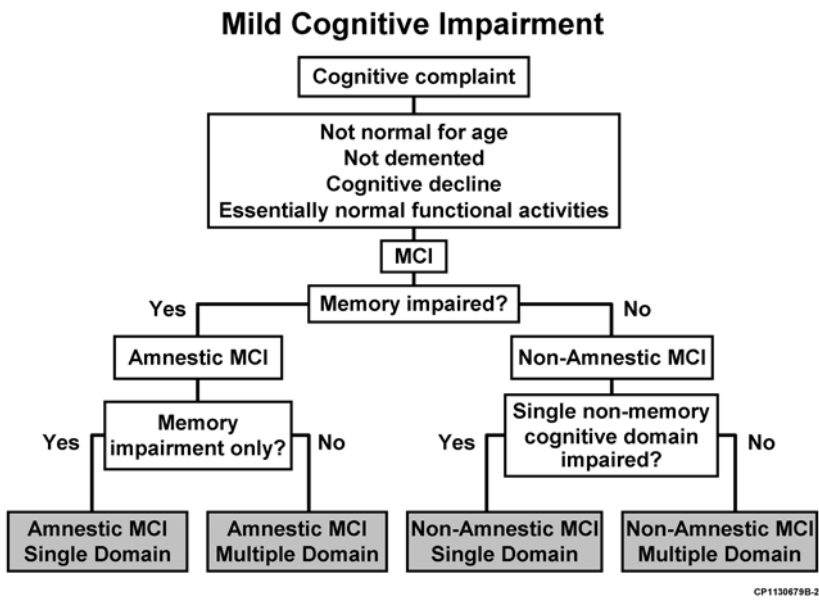 Mild Cognitive Impairment
Cognitive complaint
Not normal for age
Not demented
Cognitive decline
Essentially normal functional activities
MCI
Memory impaired?
Yes
No
Amnestic MCI
Non-Amnestic MCI
Memory
impairment only?
Yes
No
Single non-memory
cognitive domain
impaired?
Yes
No
Amnestic MCI
Single Domain
Amnestic MCI
Multiple Domain
Non-Amnestic MCI
Single Domain
Non-Amnestic MCI
Multiple Domain
CP1130679B-2